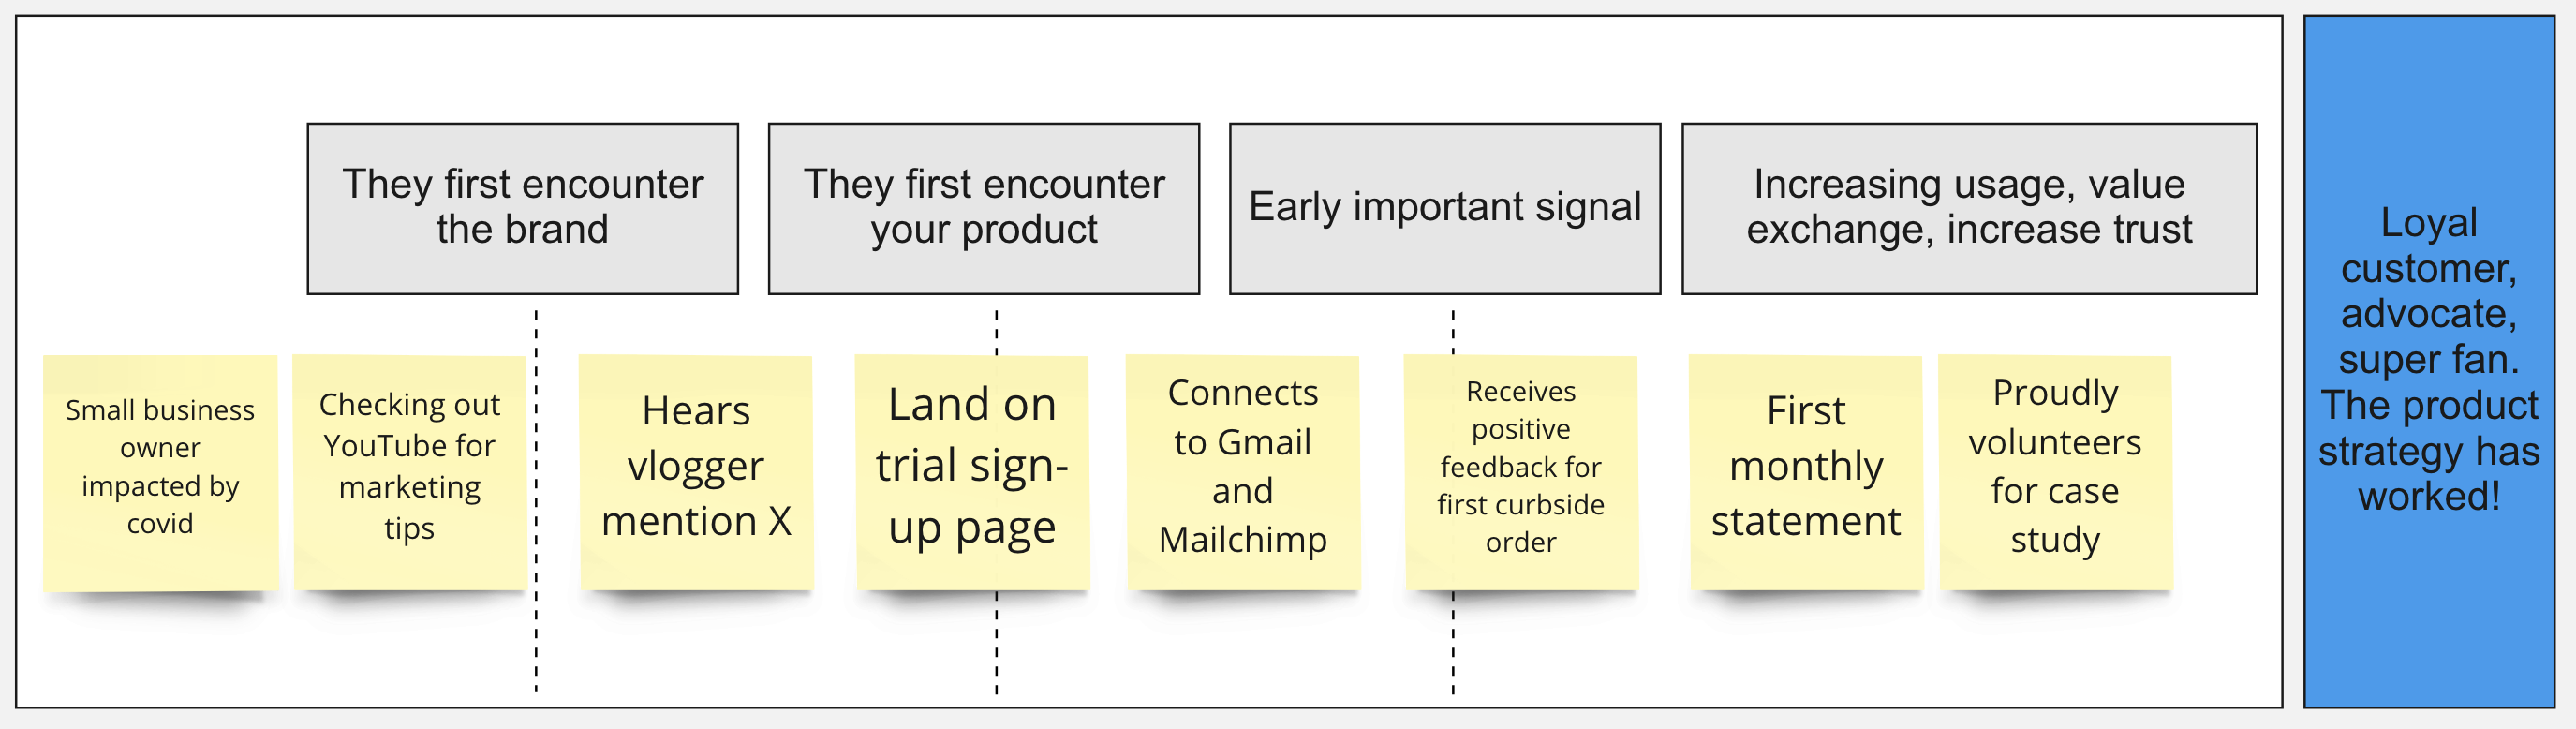 They first encounter
the brand
They first encounter
your product
Early important signal
Increasing usage, value
exchange, increase trust
Small business
owner
impacted by
covid
Checking out
YouTube for
marketing
tips
Hears
vlogger
mention X
Land on
trial sign-
up page
Connects
to Gmail
and
Mailchimp
Receives
positive
feedback for
first curbside
order
First
monthly
statement
Proudly
volunteers
for case
study
Loyal
customer,
advocate,
super fan.
The product
strategy has
worked!